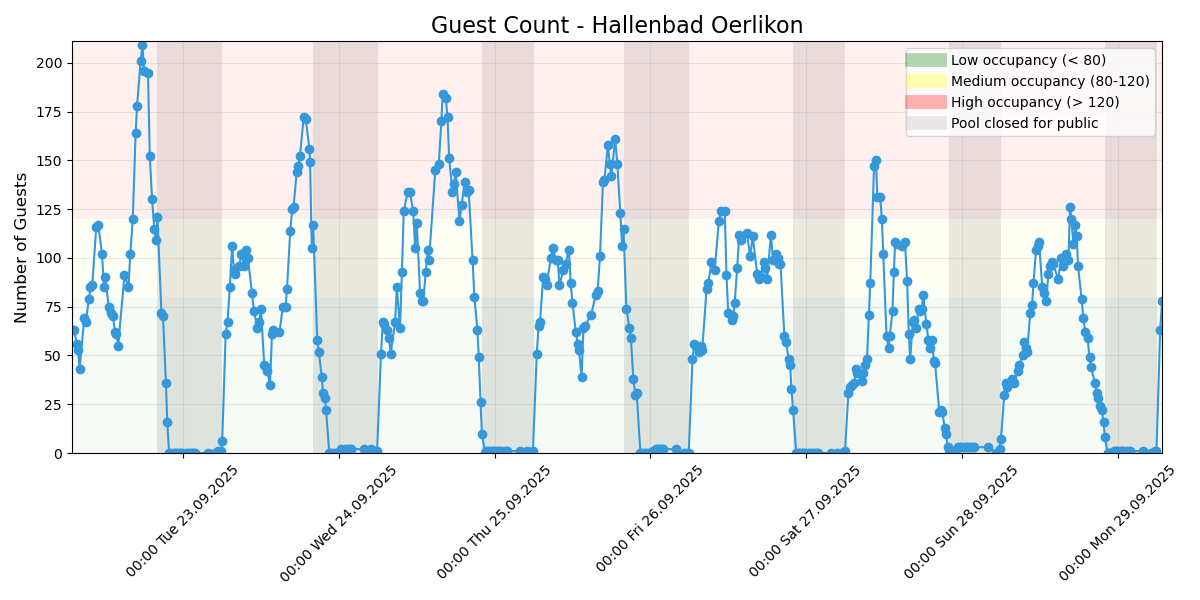 Guest Count - Hallenbad Oerlikon
Number of Guests
200
175
150
125
100
75
50
25
0
Low occupancy (< 80)
Medium occupancy (80-120)
High occupancy (> 120)
Pool closed for public
00:00 Tue 23.09.2025
00:00 Wed 24.09.2025
00:00 Thu 25.09.2025
00:00 Fri 26.09.2025
00:00 Sat 27.09.2025
00:00 Sun 28.09.2025
00:00 Mon 29.09.2025